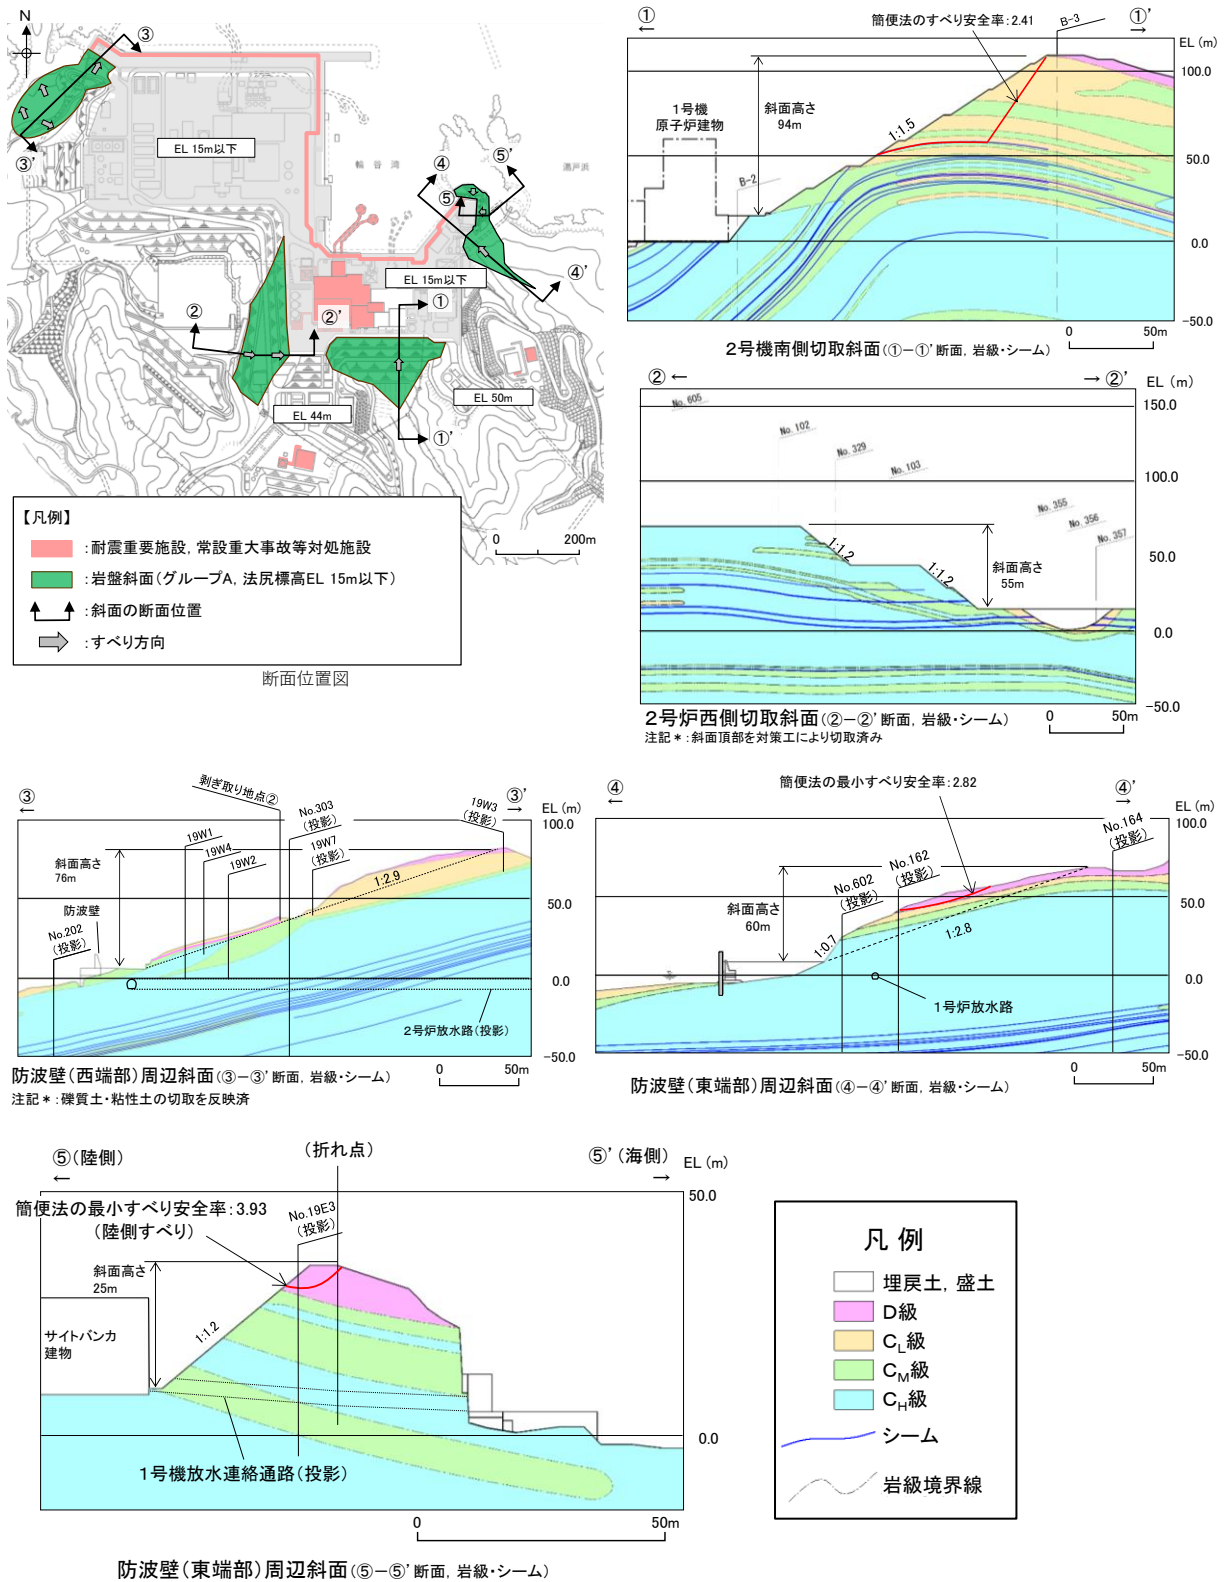 N
③
③'
EL 15m以下
輪谷湾
④
⑤'
⑤
④'
EL 15m以下
②
②'
①
EL 44m
EL 50m
①'
【凡例】
:耐震重要施設,常設重大事故等対処施設
:岩盤斜面(グループA, 法尻標高EL 15m以下)
:斜面の断面位置
:すべり方向
0 200m
断面位置図
① ①'
簡便法のすべり安全率:2.41
B-3
EL (m)
100.0
斜面高さ
94m
1号機
原子炉建物
1:1.5
50.0
B-2
0.0
-50.0
0 50m
2号機南側切取斜面(①-①'断面, 岩級・シーム)
② ②'
EL (m)
No.605
150.0
No.102
No.329
No.103
100.0
No.355
No.356
No.357
1:1.2
斜面高さ
55m
1:1.2
50.0
0.0
-50.0
2号炉西側切取斜面(②-②'断面, 岩級・シーム)
0 50m
注記*:斜面頂部を対策工により切取済み
③ ③'
剥ぎ取り地点②
No.303
(投影)
19W3
(投影)
EL (m)
100.0
19W1
19W4
19W2
19W7
(投影)
斜面高さ
76m
1:2.9
防波壁
No.202
(投影)
50.0
0.0
2号炉放水路(投影)
-50.0
防波壁(西端部)周辺斜面(③-③'断面, 岩級・シーム)
0 50m
注記*:礫質土・粘性土の切取を反映済
④ ④'
簡便法の最小すべり安全率:2.82
EL (m)
100.0
No.164
(投影)
No.162
(投影)
No.602
(投影)
斜面高さ
60m
1:0.7
1:2.8
50.0
0.0
1号炉放水路
-50.0
防波壁(東端部)周辺斜面(④-④'断面, 岩級・シーム)
0 50m
⑤(陸側)
(折れ点)
⑤'(海側)
EL (m)
50.0
簡便法の最小すべり安全率:3.93
(陸側すべり)
No.19E3
(投影)
斜面高さ
25m
サイトバンカ
建物
1:1.2
0.0
1号機放水連絡通路(投影)
0 50m
防波壁(東端部)周辺斜面(⑤-⑤'断面, 岩級・シーム)
凡 例
埋戻土, 盛土
D級
CL級
CM級
CH級
シーム
岩級境界線